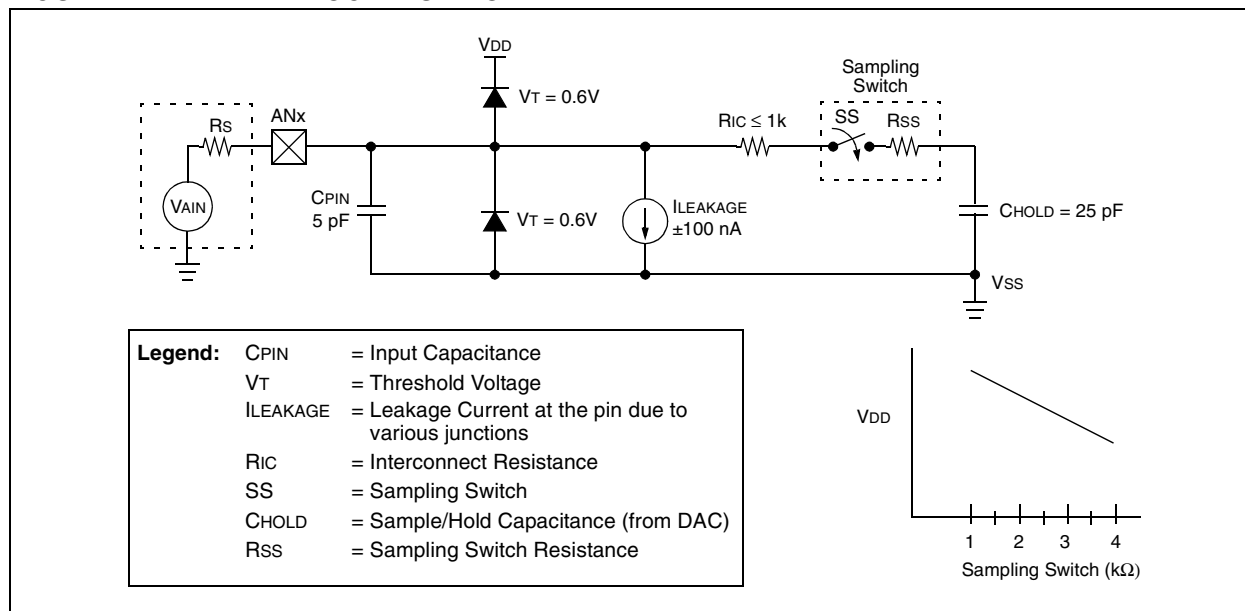 VDD
Sampling
Switch
VT = 0.6V
RS
ANx
RIC ≤ 1k
SS
RSS
VAIN
CPIN
5 pF
VT = 0.6V
ILEAKAGE
±100 nA
CHOLD = 25 pF
VSS
Legend: CPIN = Input Capacitance
VT = Threshold Voltage
ILEAKAGE = Leakage Current at the pin due to
various junctions
RIC = Interconnect Resistance
SS = Sampling Switch
CHOLD = Sample/Hold Capacitance (from DAC)
RSS = Sampling Switch Resistance
VDD
1 2 3 4
Sampling Switch (kΩ)